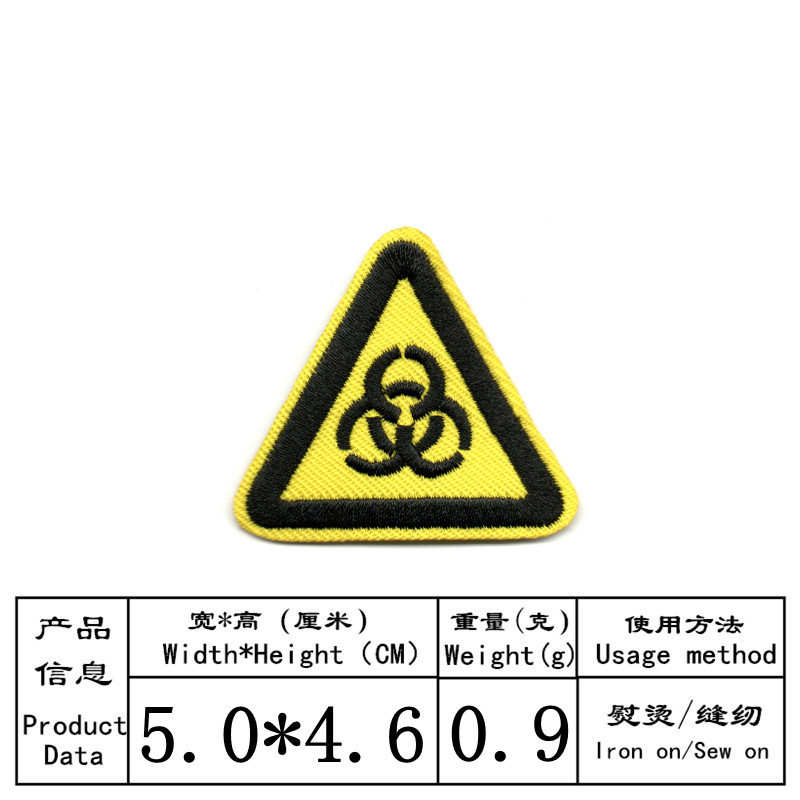 产品
信息
Product
Data
宽*高 (厘米)
Width*Height (CM)
重量(克)
Weight(g)
使用方法
Usage method
5.0*4.6
0.9
熨烫/缝纫
Iron on/Sew on